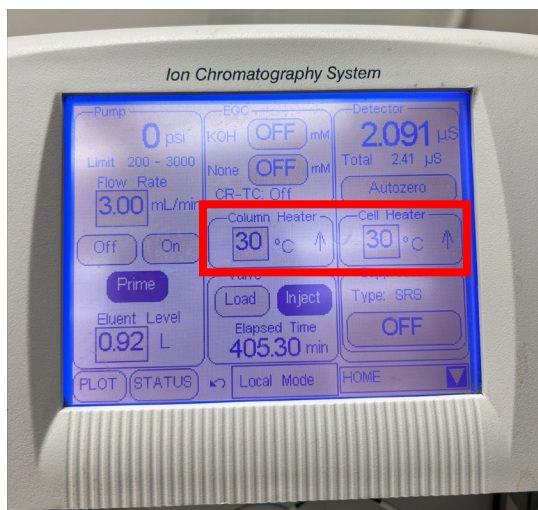 Ion Chromatography System
Pump
0 psi
Limit 200 - 3000
Flow Rate
3.00 mL/min
Off On
Prime
Eluent Level
0.92 L
EGC
KOH OFF mM
None OFF mM
CR-TC: Off
Column Heater
30 °C ↑
Valve
Load Inject
Elapsed Time
405.30 min
Detector
2.091 µS
Total 2.41 µS
Autozero
Cell Heater
30 °C ↑
Suppressor
Type: SRS
OFF
PLOT STATUS Local Mode HOME